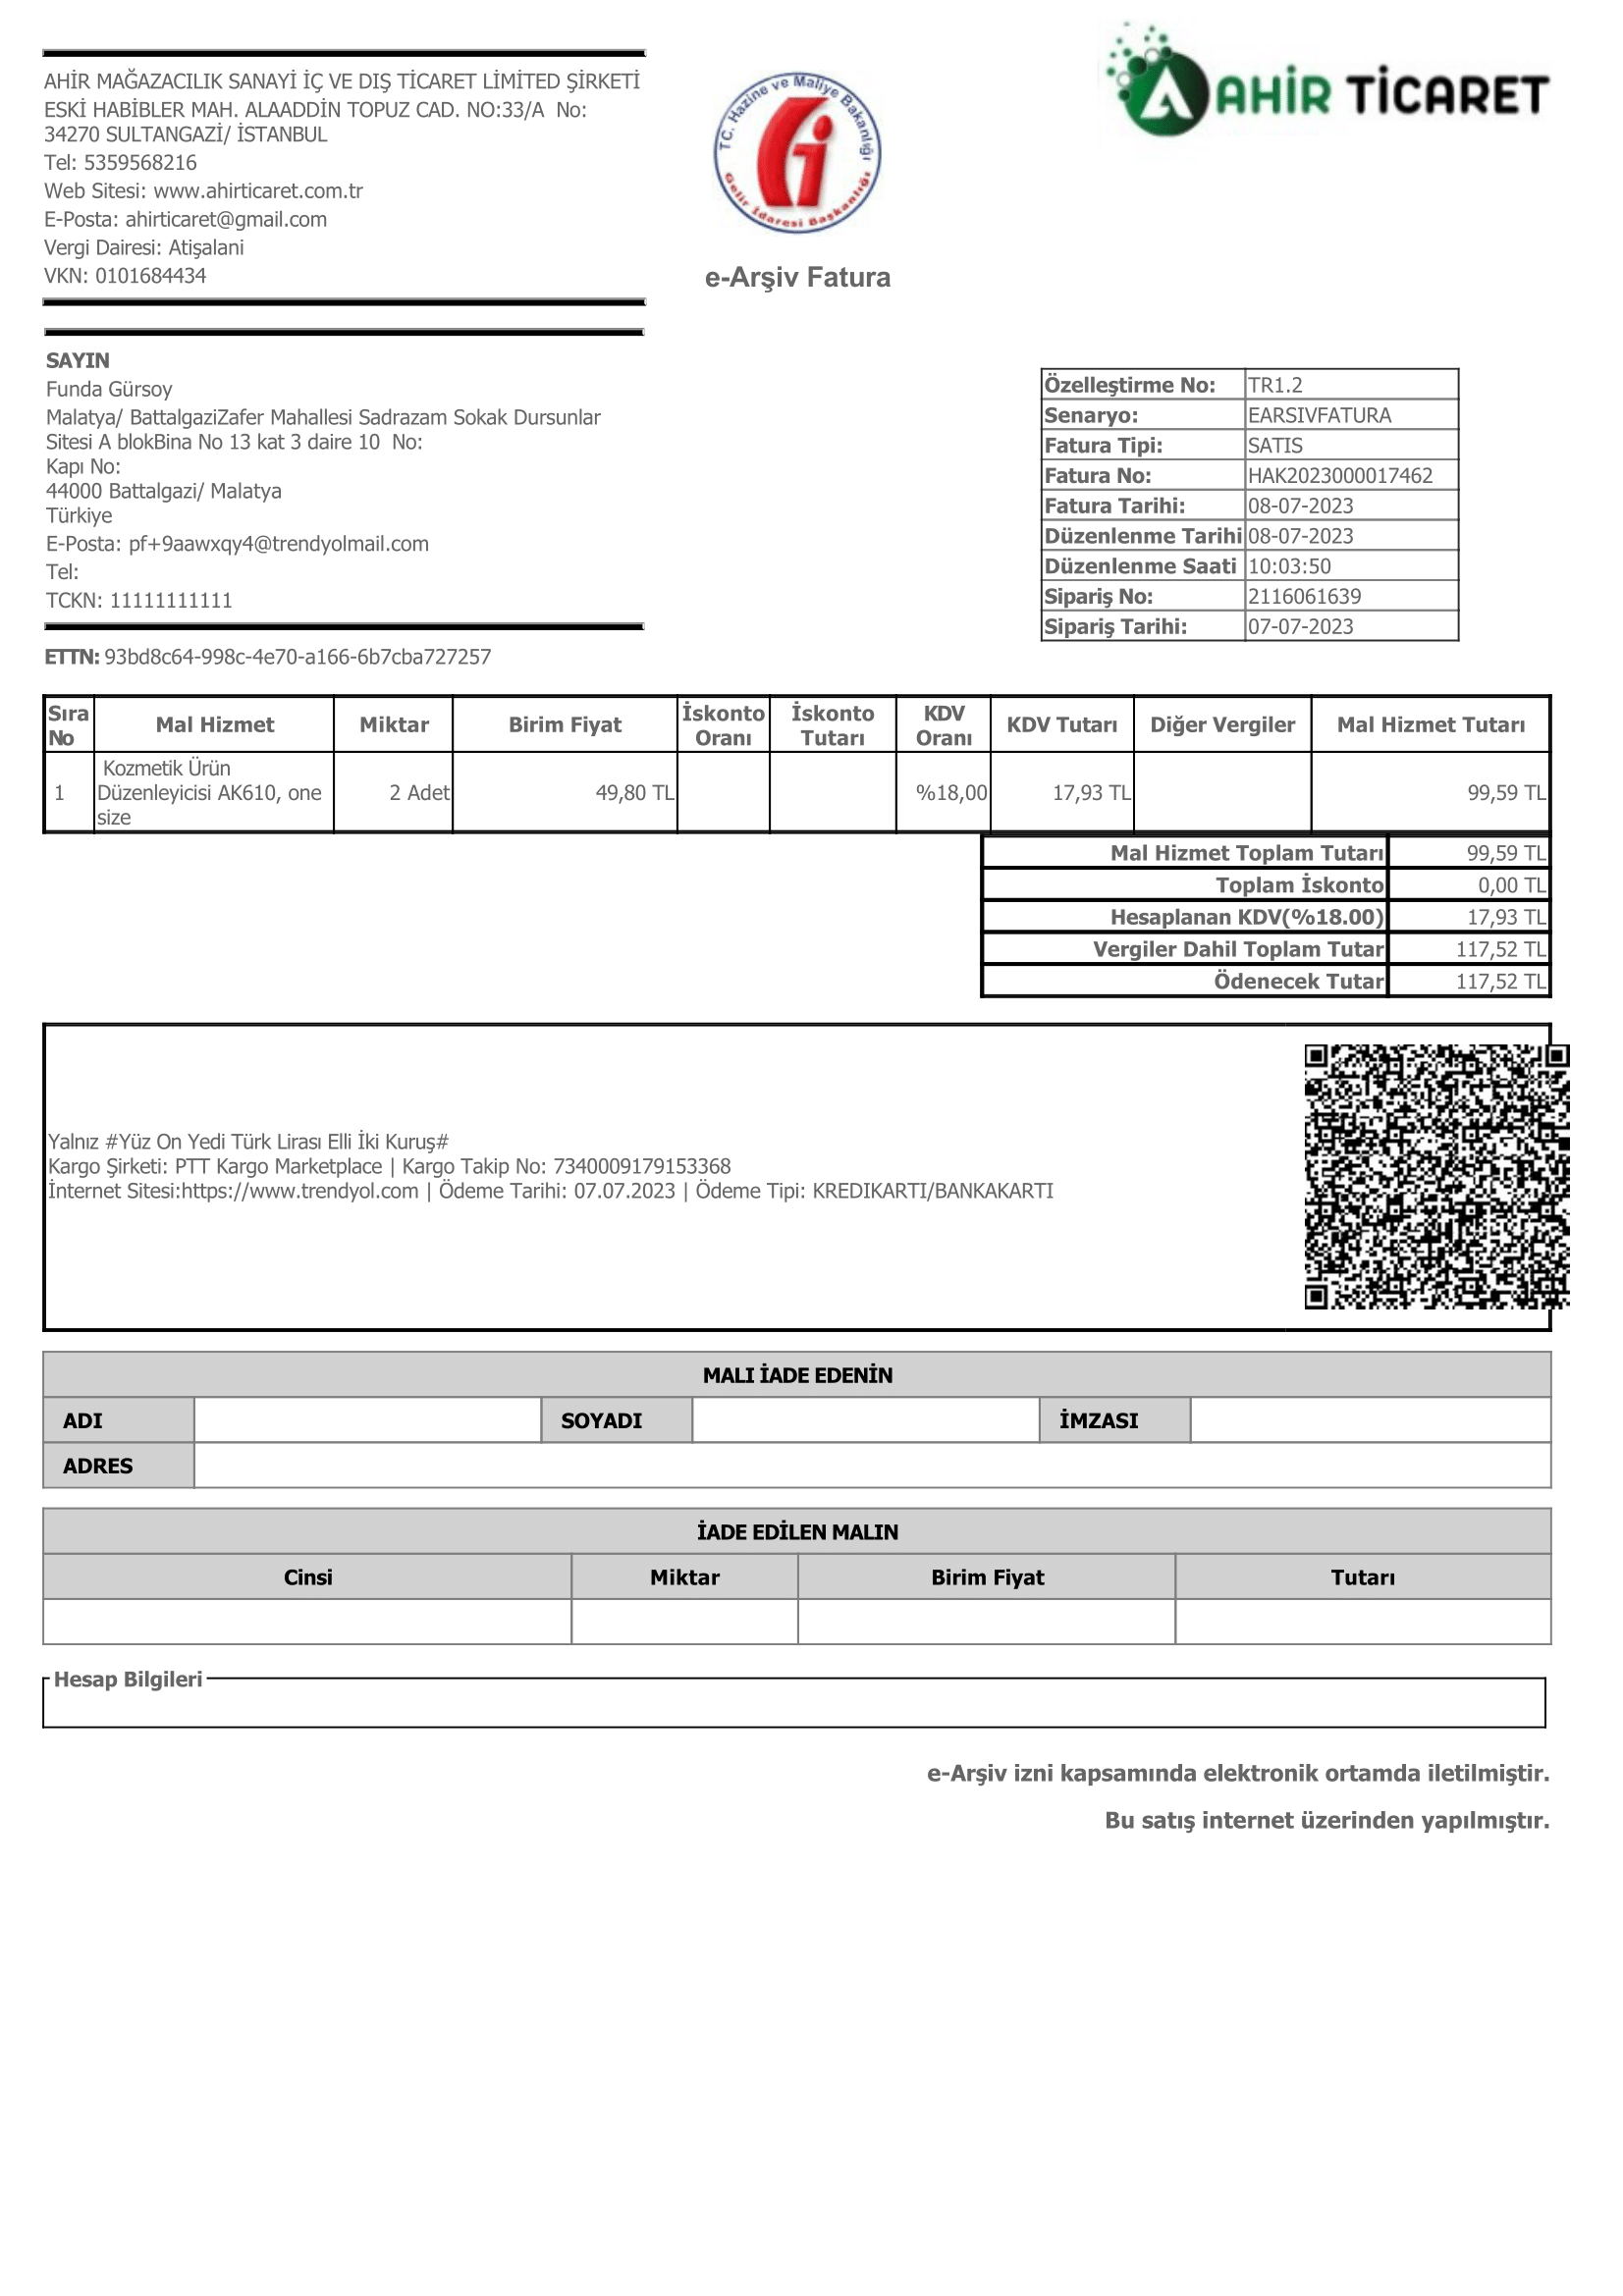 AHİR MAĞAZACILIK SANAYİ İÇ VE DIŞ TİCARET LİMİTED ŞİRKETİ
ESKİ HABİBLER MAH. ALAADDİN TOPUZ CAD. NO:33/A No:
34270 SULTANGAZİ/ İSTANBUL
Tel: 5359568216
Web Sitesi: www.ahirticaret.com.tr
E-Posta: ahirticaret@gmail.com
Vergi Dairesi: Atişalani
VKN: 0101684434
T.C. Hazine ve Maliye Bakanlığı
Gelir İdaresi Başkanlığı
e-Arşiv Fatura
AHİR TİCARET
SAYIN
Funda Gürsoy
Malatya/ BattalgaziZafer Mahallesi Sadrazam Sokak Dursunlar
Sitesi A blokBina No 13 kat 3 daire 10 No:
Kapı No:
44000 Battalgazi/ Malatya
Türkiye
E-Posta: pf+9aawxqy4@trendyolmail.com
Tel:
TCKN: 11111111111
ETTN: 93bd8c64-998c-4e70-a166-6b7cba727257
Özelleştirme No: TR1.2
Senaryo: EARSIVFATURA
Fatura Tipi: SATIS
Fatura No: HAK2023000017462
Fatura Tarihi: 08-07-2023
Düzenlenme Tarihi 08-07-2023
Düzenlenme Saati 10:03:50
Sipariş No: 2116061639
Sipariş Tarihi: 07-07-2023
Sıra No Mal Hizmet Miktar Birim Fiyat İskonto Oranı İskonto Tutarı KDV Oranı KDV Tutarı Diğer Vergiler Mal Hizmet Tutarı
1 Kozmetik Ürün Düzenleyicisi AK610, one size 2 Adet 49,80 TL %18,00 17,93 TL 99,59 TL
Mal Hizmet Toplam Tutarı 99,59 TL
Toplam İskonto 0,00 TL
Hesaplanan KDV(%18.00) 17,93 TL
Vergiler Dahil Toplam Tutar 117,52 TL
Ödenecek Tutar 117,52 TL
Yalnız #Yüz On Yedi Türk Lirası Elli İki Kuruş#
Kargo Şirketi: PTT Kargo Marketplace | Kargo Takip No: 7340009179153368
İnternet Sitesi:https://www.trendyol.com | Ödeme Tarihi: 07.07.2023 | Ödeme Tipi: KREDIKARTI/BANKAKARTI
MALI İADE EDENİN
ADI SOYADI İMZASI
ADRES
İADE EDİLEN MALIN
Cinsi Miktar Birim Fiyat Tutarı
Hesap Bilgileri
e-Arşiv izni kapsamında elektronik ortamda iletilmiştir.
Bu satış internet üzerinden yapılmıştır.